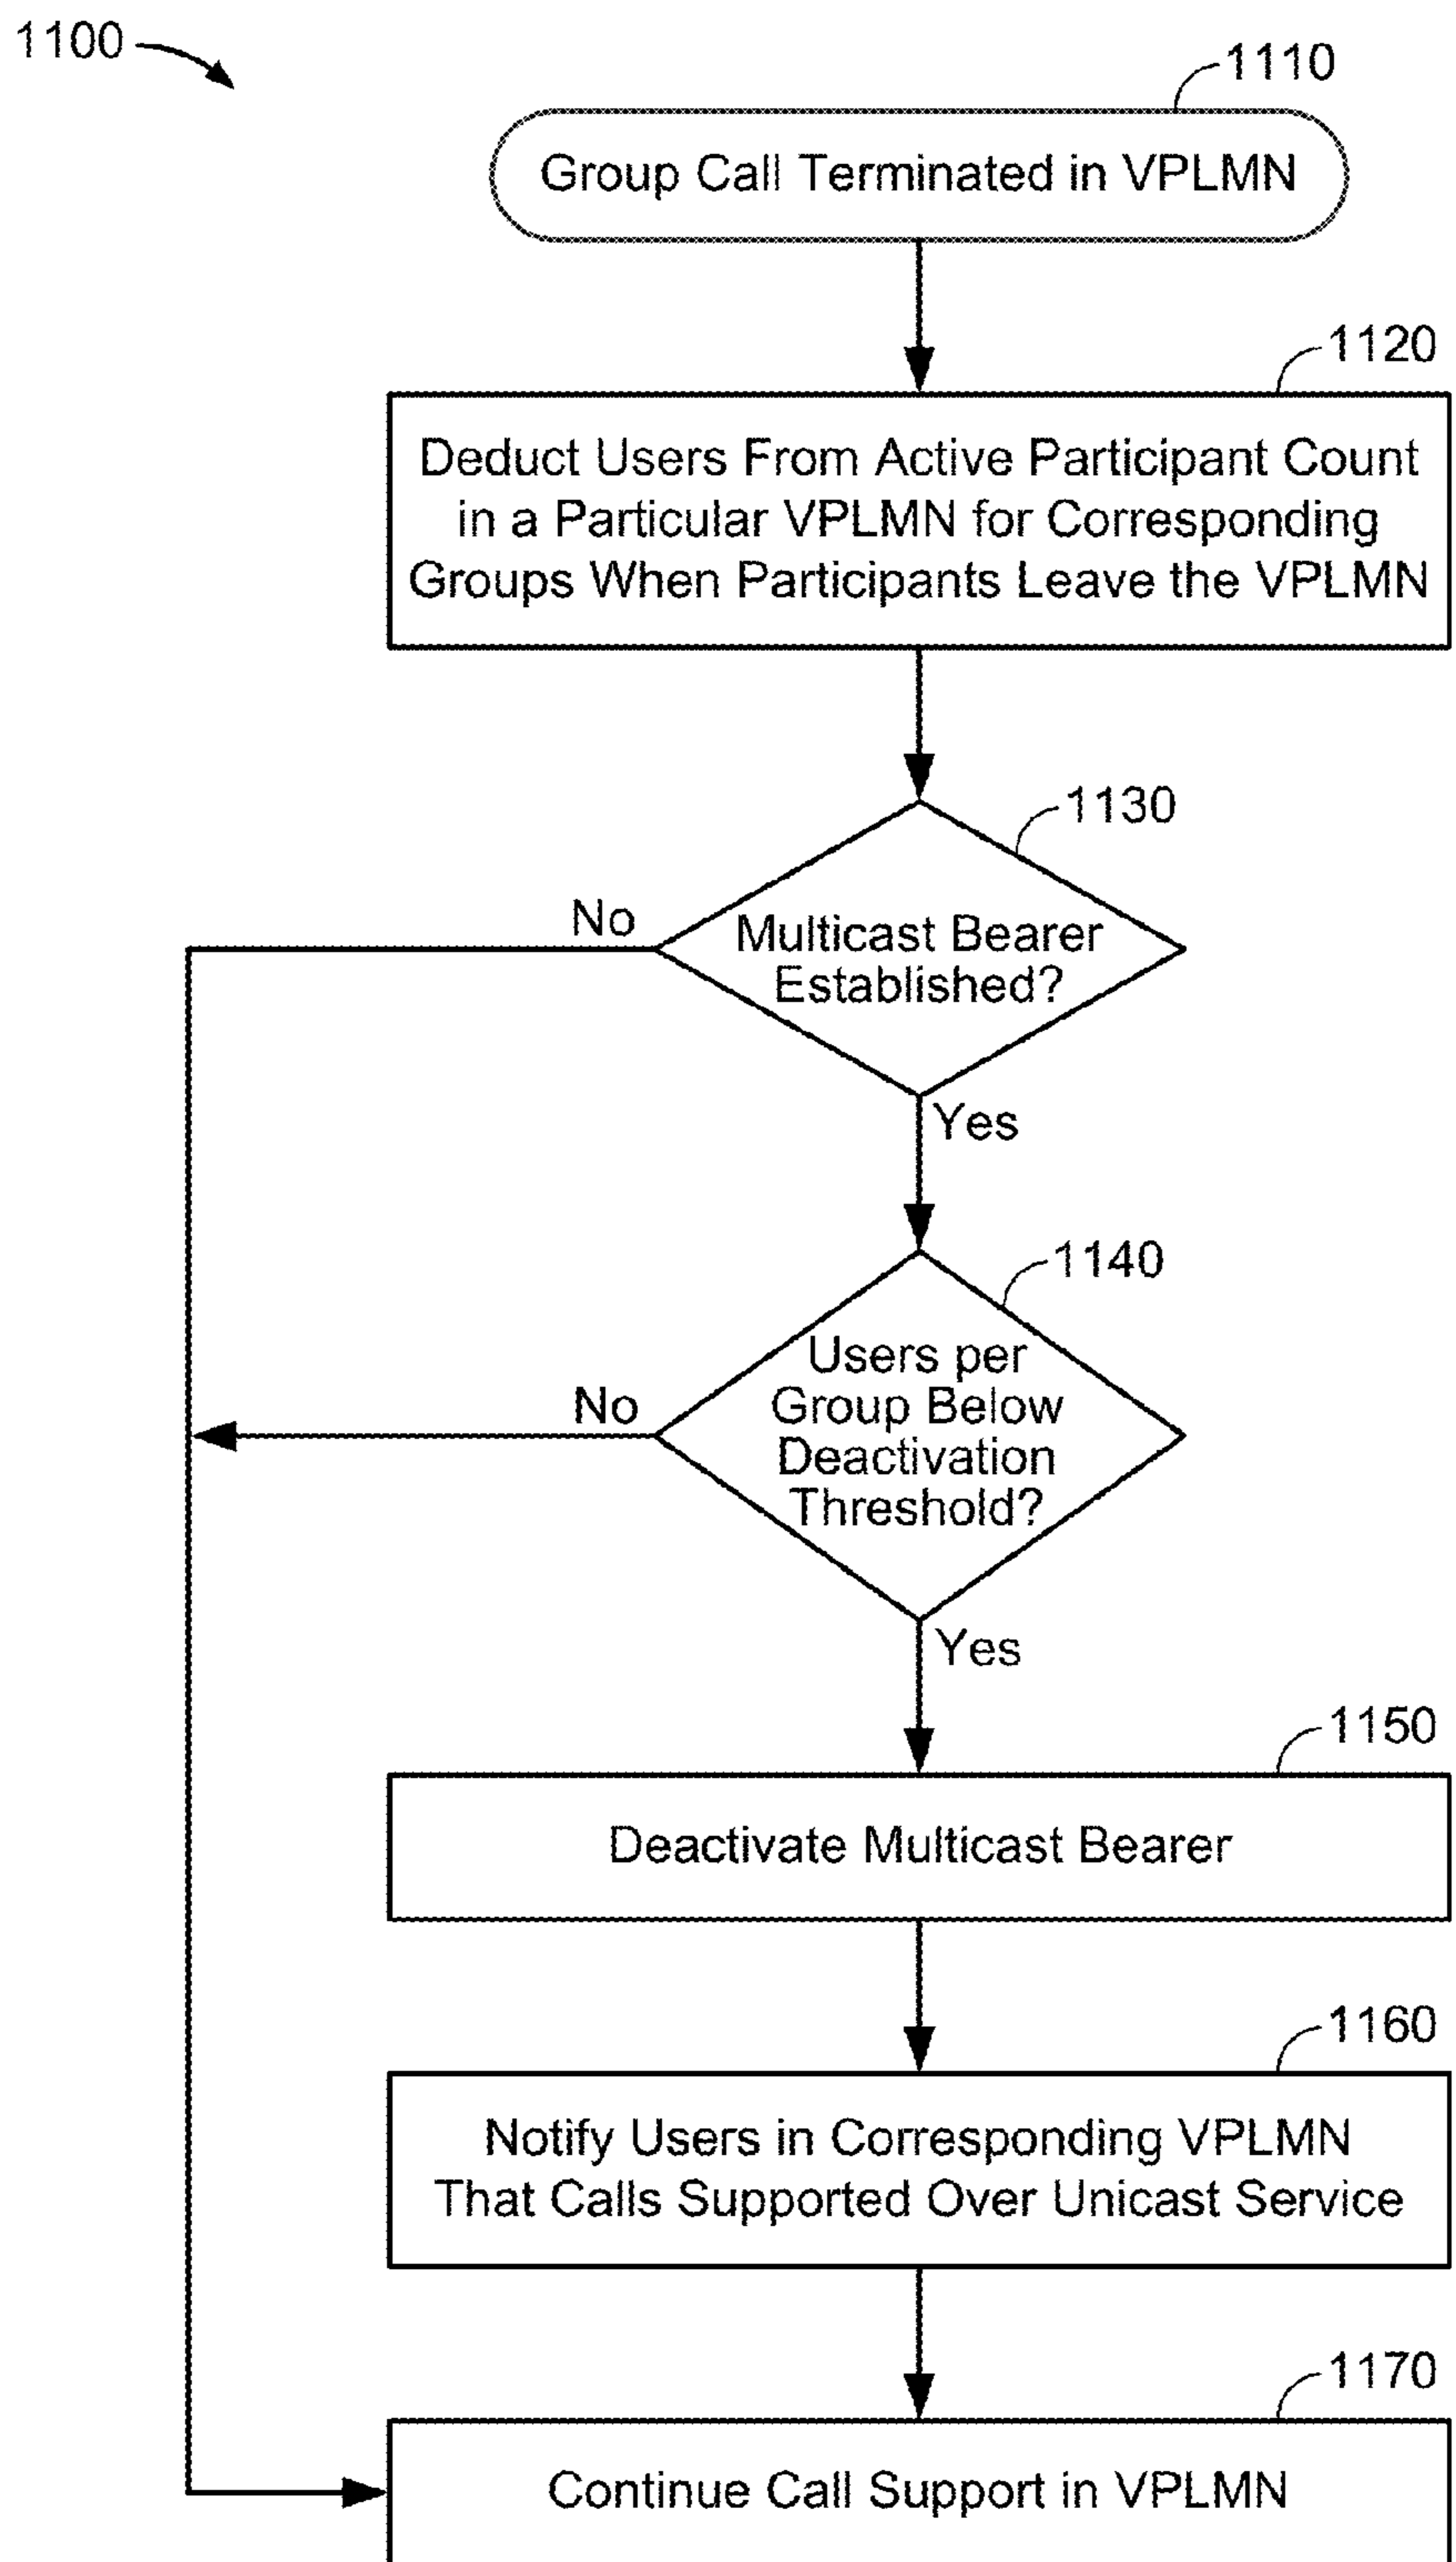 1100
1110
Group Call Terminated in VPLMN
1120
Deduct Users From Active Participant Count
in a Particular VPLMN for Corresponding
Groups When Participants Leave the VPLMN
1130
No
Multicast Bearer
Established?
Yes
1140
No
Users per
Group Below
Deactivation
Threshold?
Yes
1150
Deactivate Multicast Bearer
1160
Notify Users in Corresponding VPLMN
That Calls Supported Over Unicast Service
1170
Continue Call Support in VPLMN